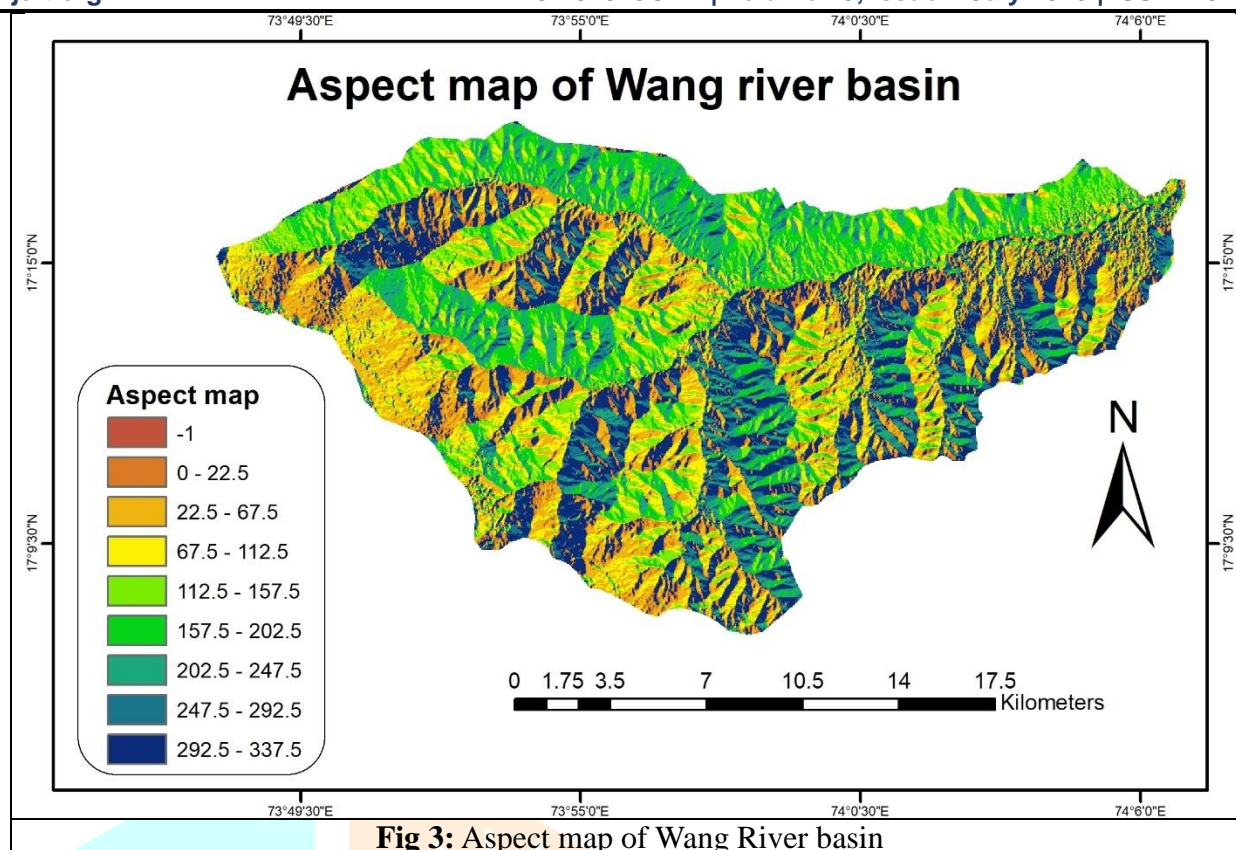 73°49'30"E 73°55'0"E 74°0'30"E 74°6'0"E
Aspect map of Wang river basin
17°15'0"N 17°15'0"N
Aspect map
-1
0 - 22.5
22.5 - 67.5
67.5 - 112.5
112.5 - 157.5
157.5 - 202.5
202.5 - 247.5
247.5 - 292.5
292.5 - 337.5
N
17°9'30"N 17°9'30"N
0 1.75 3.5 7 10.5 14 17.5
Kilometers
73°49'30"E 73°55'0"E 74°0'30"E 74°6'0"E
Fig 3: Aspect map of Wang River basin